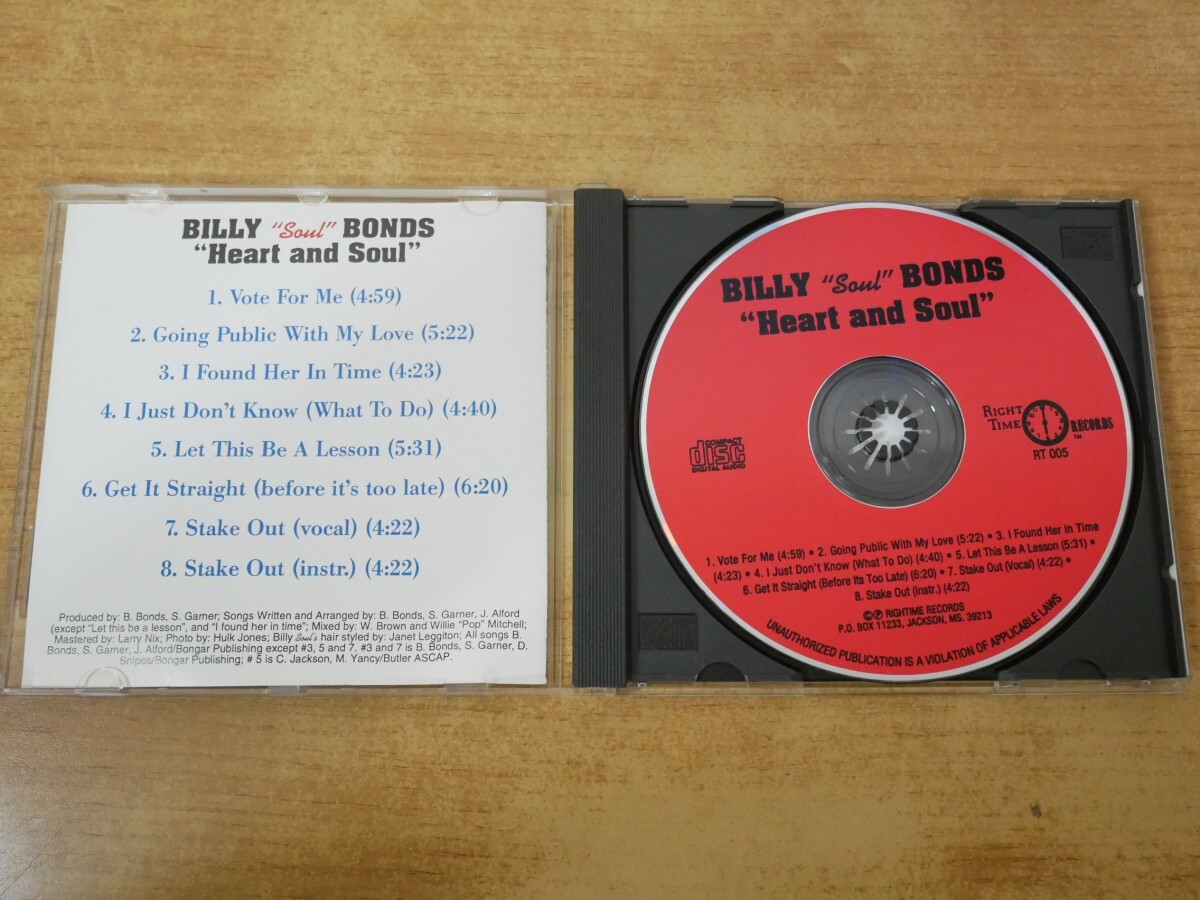 BILLY "Soul" BONDS
"Heart and Soul"
1. Vote For Me (4:59)
2. Going Public With My Love (5:22)
3. I Found Her In Time (4:23)
4. I Just Don't Know (What To Do) (4:40)
5. Let This Be A Lesson (5:31)
6. Get It Straight (before it's too late) (6:20)
7. Stake Out (vocal) (4:22)
8. Stake Out (instr.) (4:22)
Produced by: B. Bonds, S. Garner; Songs Written and Arranged by: B. Bonds, S. Garner, J. Alford
(except "Let this be a lesson", and "I found her in time"; Mixed by: W. Brown and Willie "Pop" Mitchell;
Mastered by: Larry Nix; Photo by: Hulk Jones; Billy Soul's hair styled by: Janet Leggiton; All songs B.
Bonds, S. Garner, J. Alford/Bongar Publishing except #3, 5 and 7. #3 and 7 is B. Bonds, S. Garner, D.
Snipes/Bongar Publishing; # 5 is C. Jackson, M. Yancy/Butler ASCAP.
BILLY "Soul" BONDS
"Heart and Soul"
COMPACT
disc
DIGITAL AUDIO
RIGHT
TIME
RECORDS
RT 005
1. Vote For Me (4:59) • 2. Going Public With My Love (5:22) • 3. I Found Her In Time
(4:23) • 4. I Just Don't Know (What To Do) (4:40) • 5. Let This Be A Lesson (5:31) •
6. Get It Straight (Before Its Too Late) (6:20) • 7. Stake Out (Vocal) (4:22) •
8. Stake Out (Instr.) (4:22)
©℗ RIGHTIME RECORDS
P.O. BOX 11233, JACKSON, MS. 39213
UNAUTHORIZED PUBLICATION IS A VIOLATION OF APPLICABLE LAWS